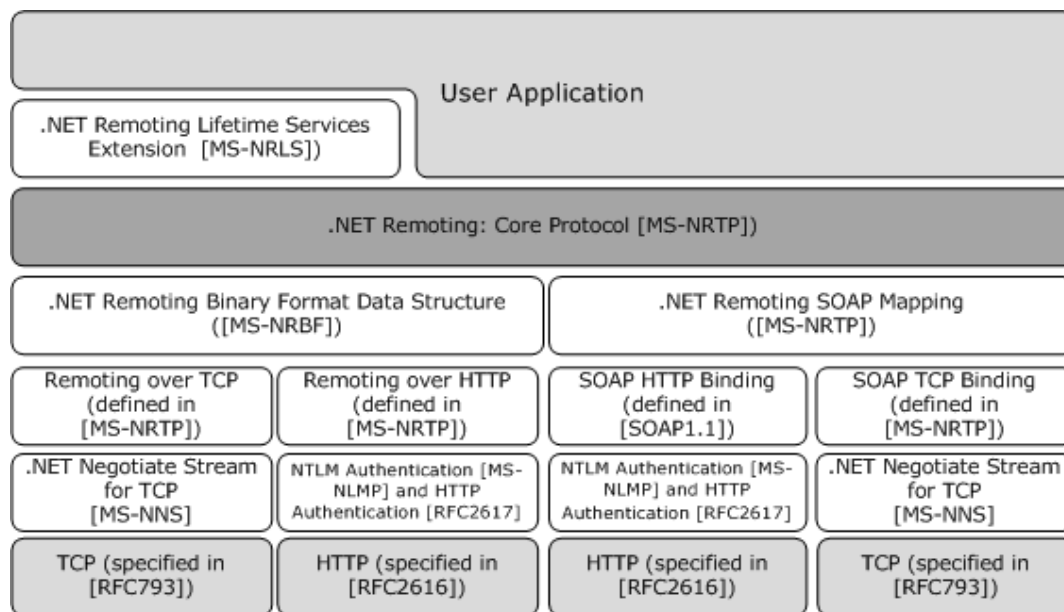 User Application
.NET Remoting Lifetime Services
Extension [MS-NRLS])
.NET Remoting: Core Protocol [MS-NRTP])
.NET Remoting Binary Format Data Structure
([MS-NRBF])
.NET Remoting SOAP Mapping
([MS-NRTP])
Remoting over TCP
(defined in
[MS-NRTP])
Remoting over HTTP
(defined in
[MS-NRTP])
SOAP HTTP Binding
(defined in
[SOAP1.1])
SOAP TCP Binding
(defined in
[MS-NRTP])
.NET Negotiate Stream
for TCP
[MS-NNS]
NTLM Authentication [MS-
NLMP] and HTTP
Authentication [RFC2617]
NTLM Authentication [MS-
NLMP] and HTTP
Authentication [RFC2617]
.NET Negotiate Stream
for TCP
[MS-NNS]
TCP (specified in
[RFC793])
HTTP (specified in
[RFC2616])
HTTP (specified in
[RFC2616])
TCP (specified in
[RFC793])